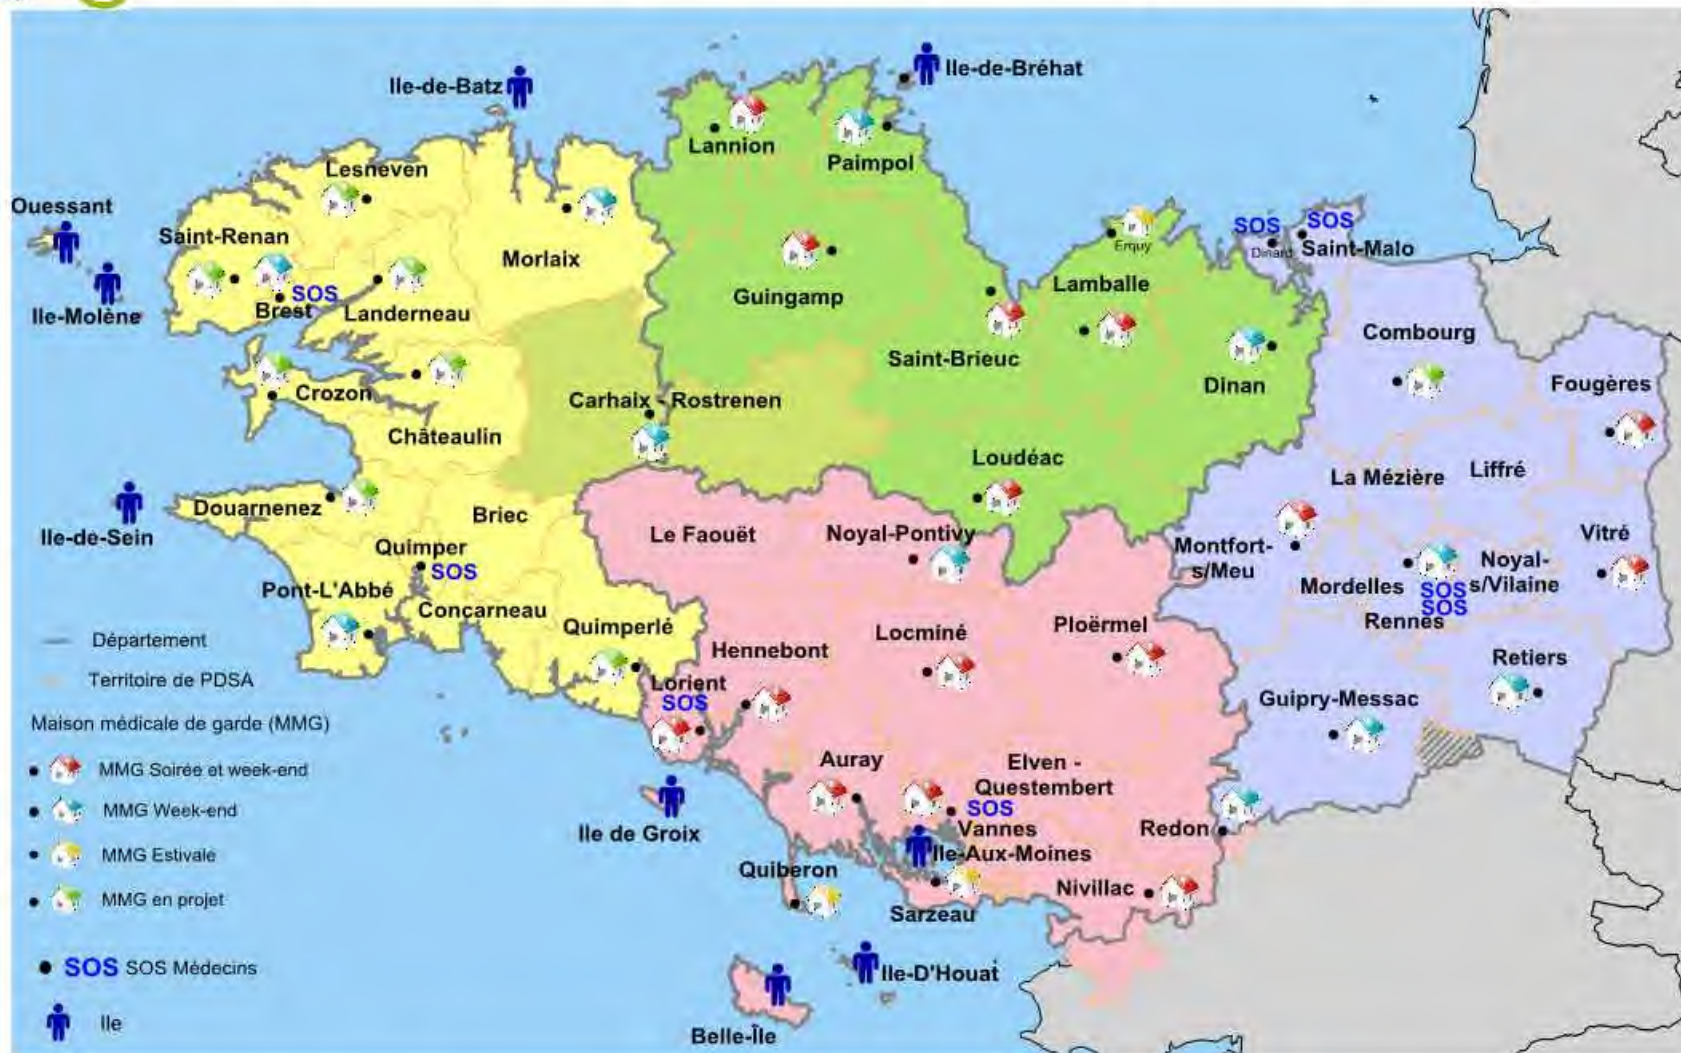 Ile-de-Bréhat
Ile-de-Batz
Lannion
Paimpol
Lesneven
Ouessant
Saint-Renan
Morlaix
SOS
SOS
Erquy
Dinard
Saint-Malo
Guingamp
Lamballe
Ile-Molène
SOS
Brest
Landerneau
Combourg
Saint-Brieuc
Dinan
Fougères
Crozon
Carhaix - Rostrenen
Châteaulin
Loudéac
La Mézière
Liffré
Douarnenez
Briec
Ile-de-Sein
Le Faouët
Noyal-Pontivy
Vitré
Montfort-
s/Meu
Quimper
SOS
Noyal-
s/Vilaine
Mordelles
SOS
SOS
Rennes
Pont-L'Abbé
Concarneau
Quimperlé
Locminé
Ploërmel
Hennebont
Retiers
Lorient
SOS
Guipry-Messac
Auray
Elven -
Questembert
SOS
Vannes
Redon
Ile de Groix
Ile-Aux-Moines
Quiberon
Nivillac
Sarzeau
Ile-D'Houat
Belle-Île
Département
Territoire de PDSA
Maison médicale de garde (MMG)
MMG Soirée et week-end
MMG Week-end
MMG Estivale
MMG en projet
SOS SOS Médecins
Ile